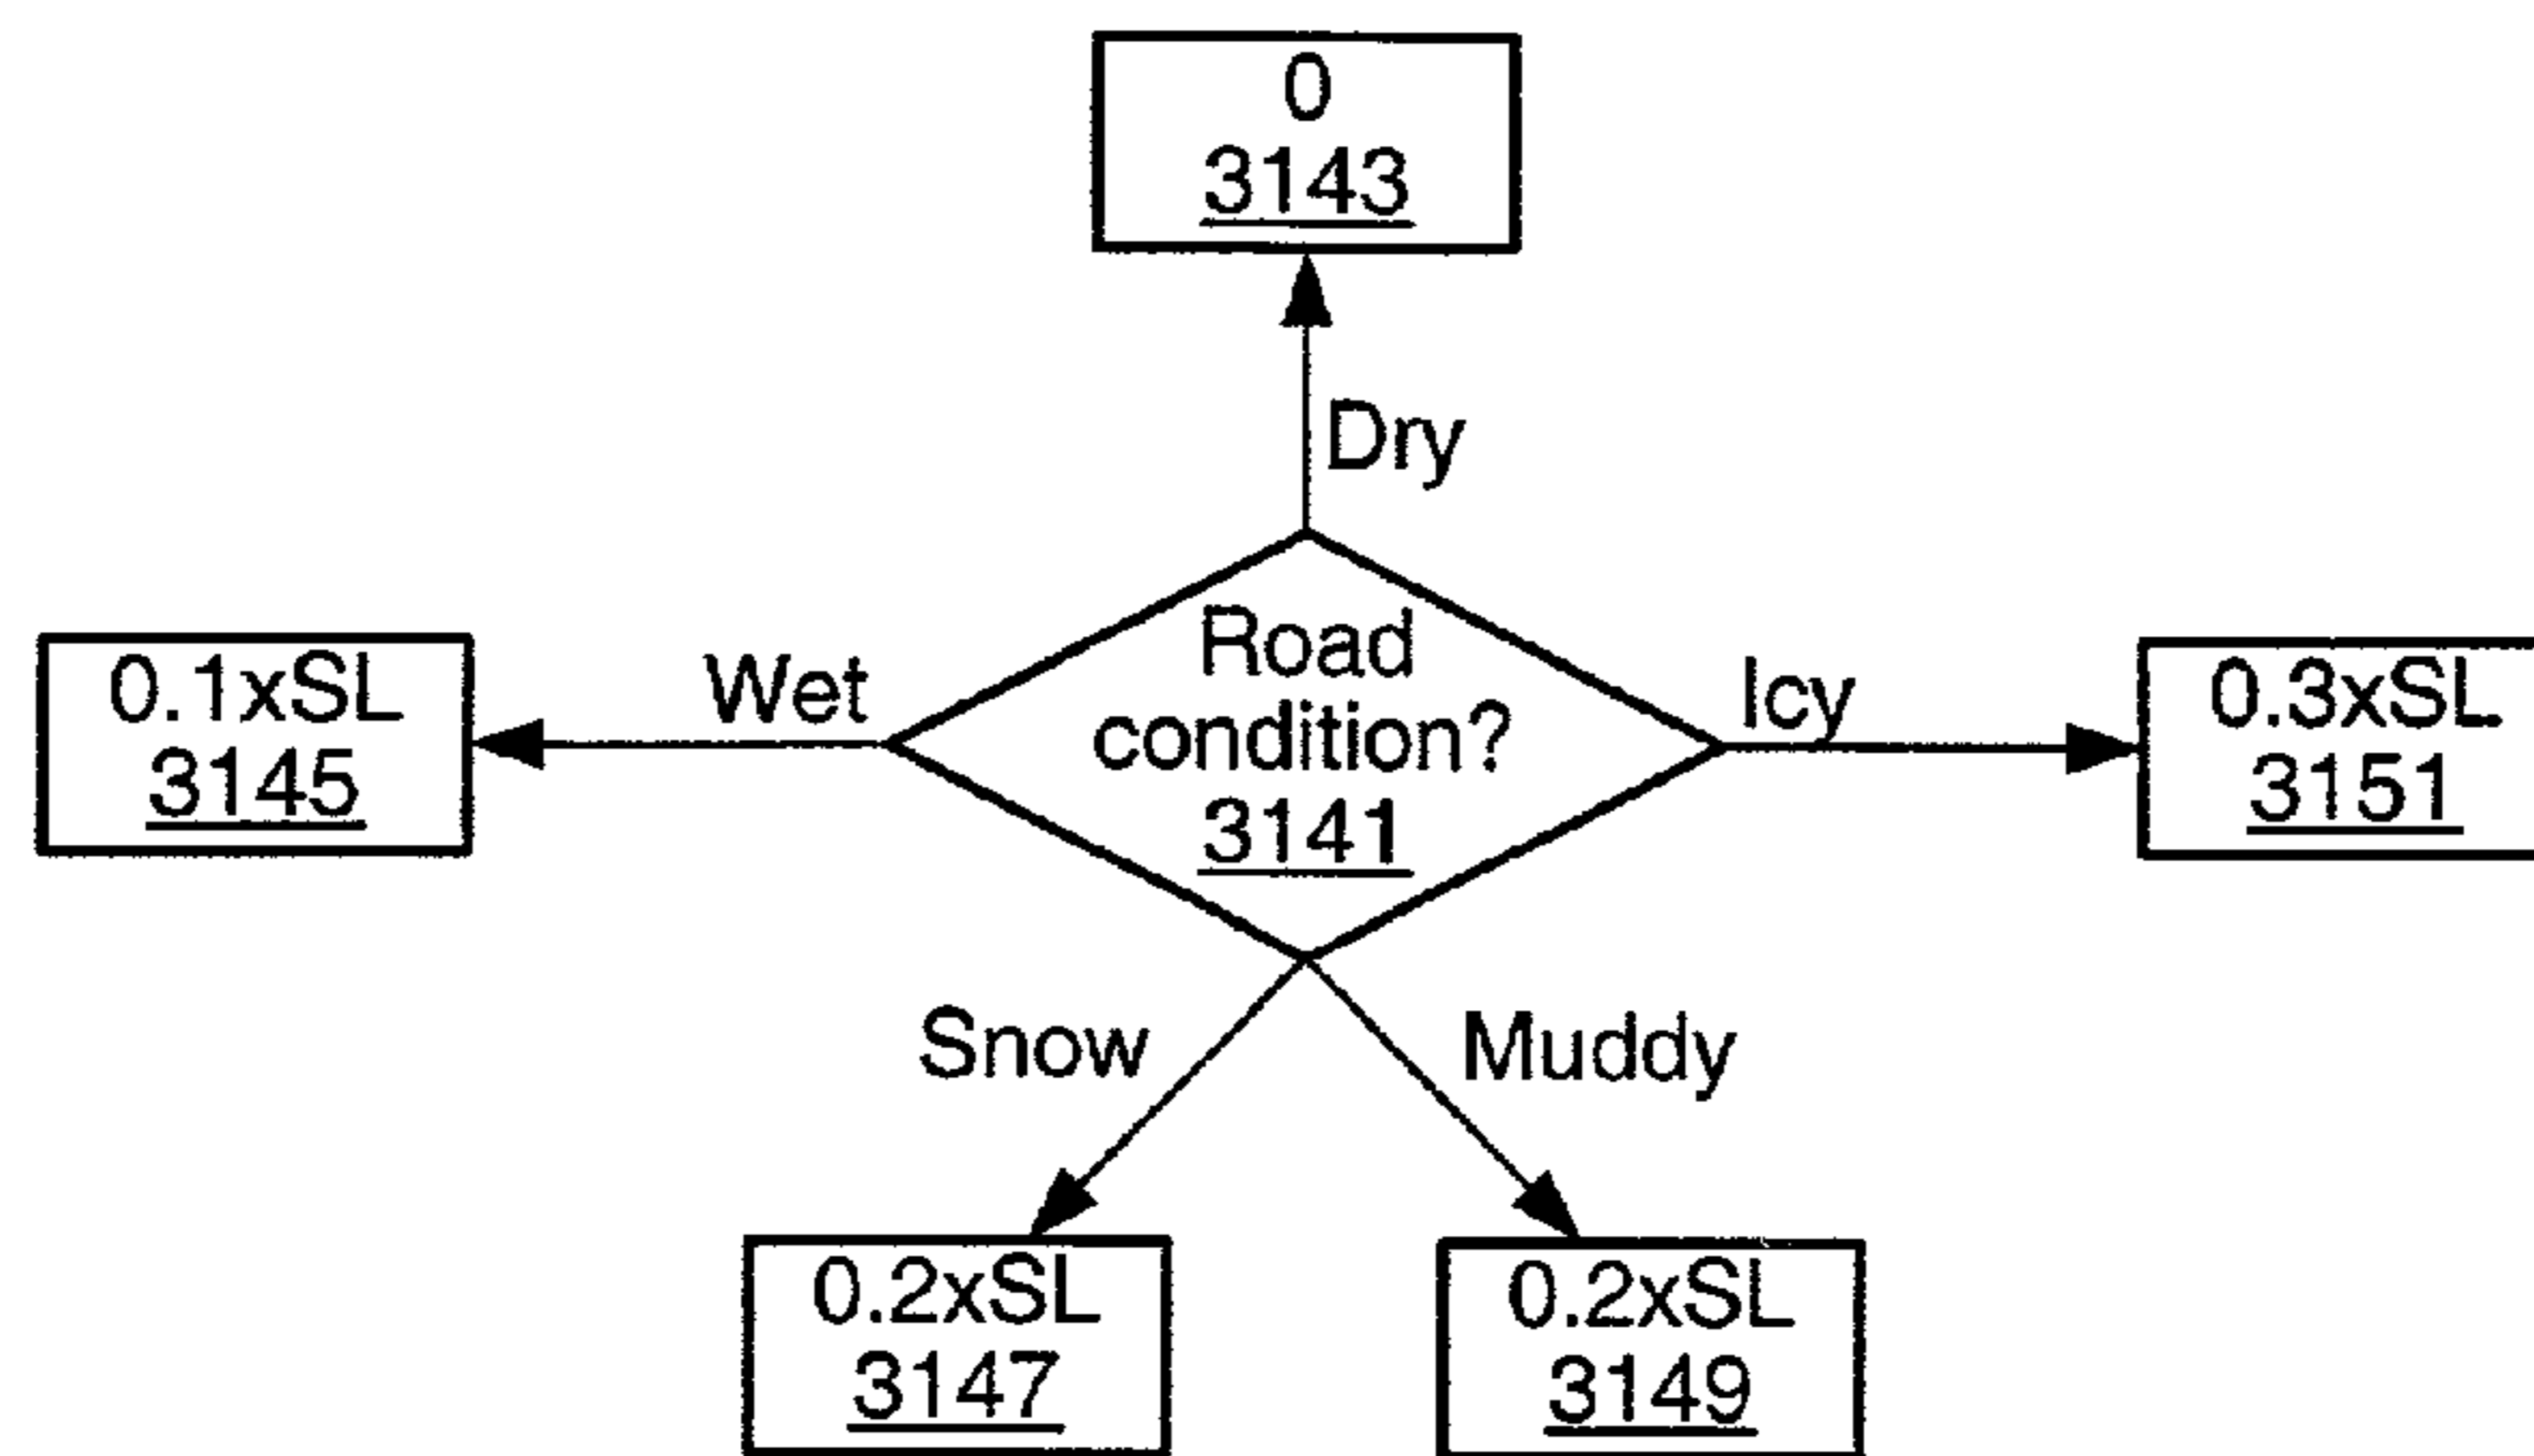 0
3143
Dry
Road
condition?
3141
Wet
0.1xSL
3145
Icy
0.3xSL
3151
Snow
Muddy
0.2xSL
3147
0.2xSL
3149